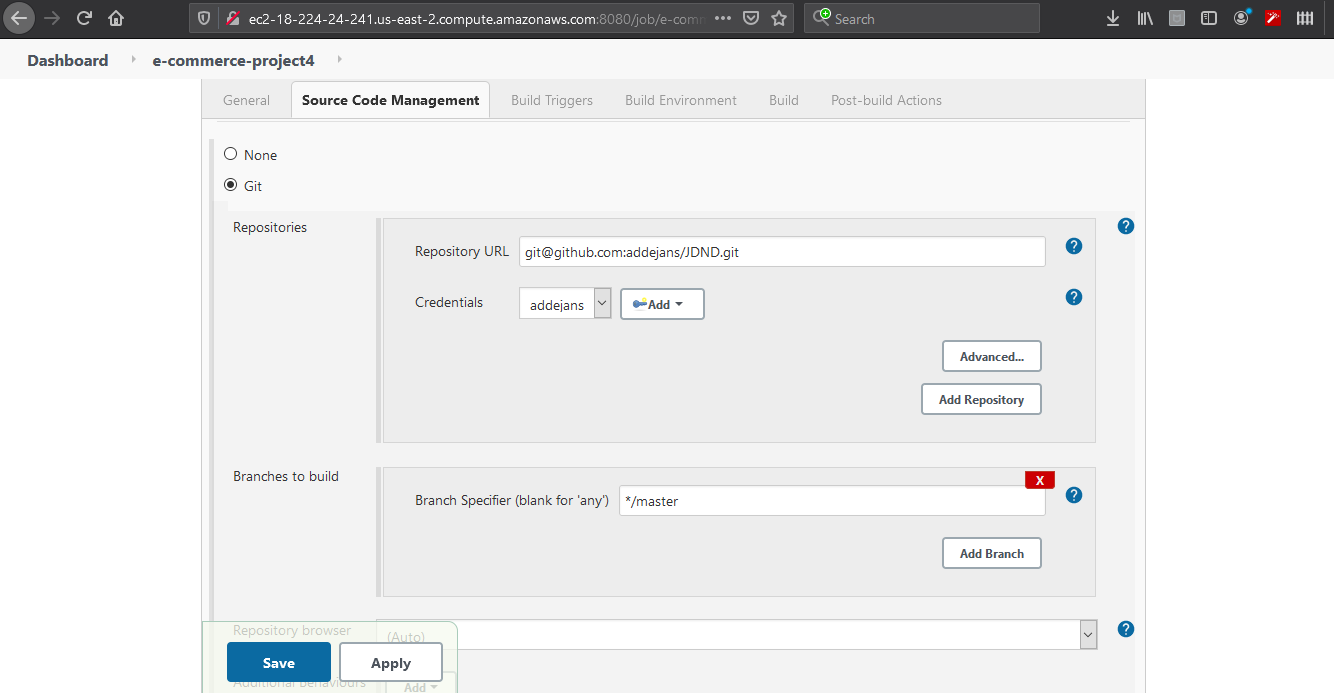 ec2-18-224-24-241.us-east-2.compute.amazonaws.com:8080/job/e-comm
Search
Dashboard
e-commerce-project4
General
Source Code Management
Build Triggers
Build Environment
Build
Post-build Actions
None
Git
Repositories
Repository URL
git@github.com:addejans/JDND.git
Credentials
addejans
Add
Advanced...
Add Repository
Branches to build
X
Branch Specifier (blank for 'any')
*/master
Add Branch
Repository browser
(Auto)
Save
Apply
Additional behaviours
Add